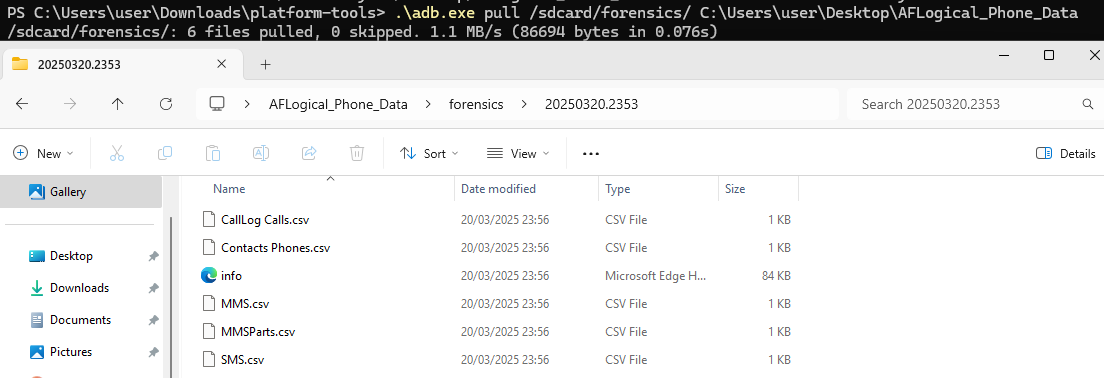 PS C:\Users\user\Downloads\platform-tools> .\adb.exe pull /sdcard/forensics/ C:\Users\user\Desktop\AFLogical_Phone_Data
/sdcard/forensics/: 6 files pulled, 0 skipped. 1.1 MB/s (86694 bytes in 0.076s)
20250320.2353
AFLogical_Phone_Data > forensics > 20250320.2353
Search 20250320.2353
New Sort View ... Details
Gallery
Desktop
Downloads
Documents
Pictures
Name Date modified Type Size
CallLog Calls.csv 20/03/2025 23:56 CSV File 1 KB
Contacts Phones.csv 20/03/2025 23:56 CSV File 1 KB
info 20/03/2025 23:56 Microsoft Edge H... 84 KB
MMS.csv 20/03/2025 23:56 CSV File 1 KB
MMSParts.csv 20/03/2025 23:56 CSV File 1 KB
SMS.csv 20/03/2025 23:56 CSV File 1 KB